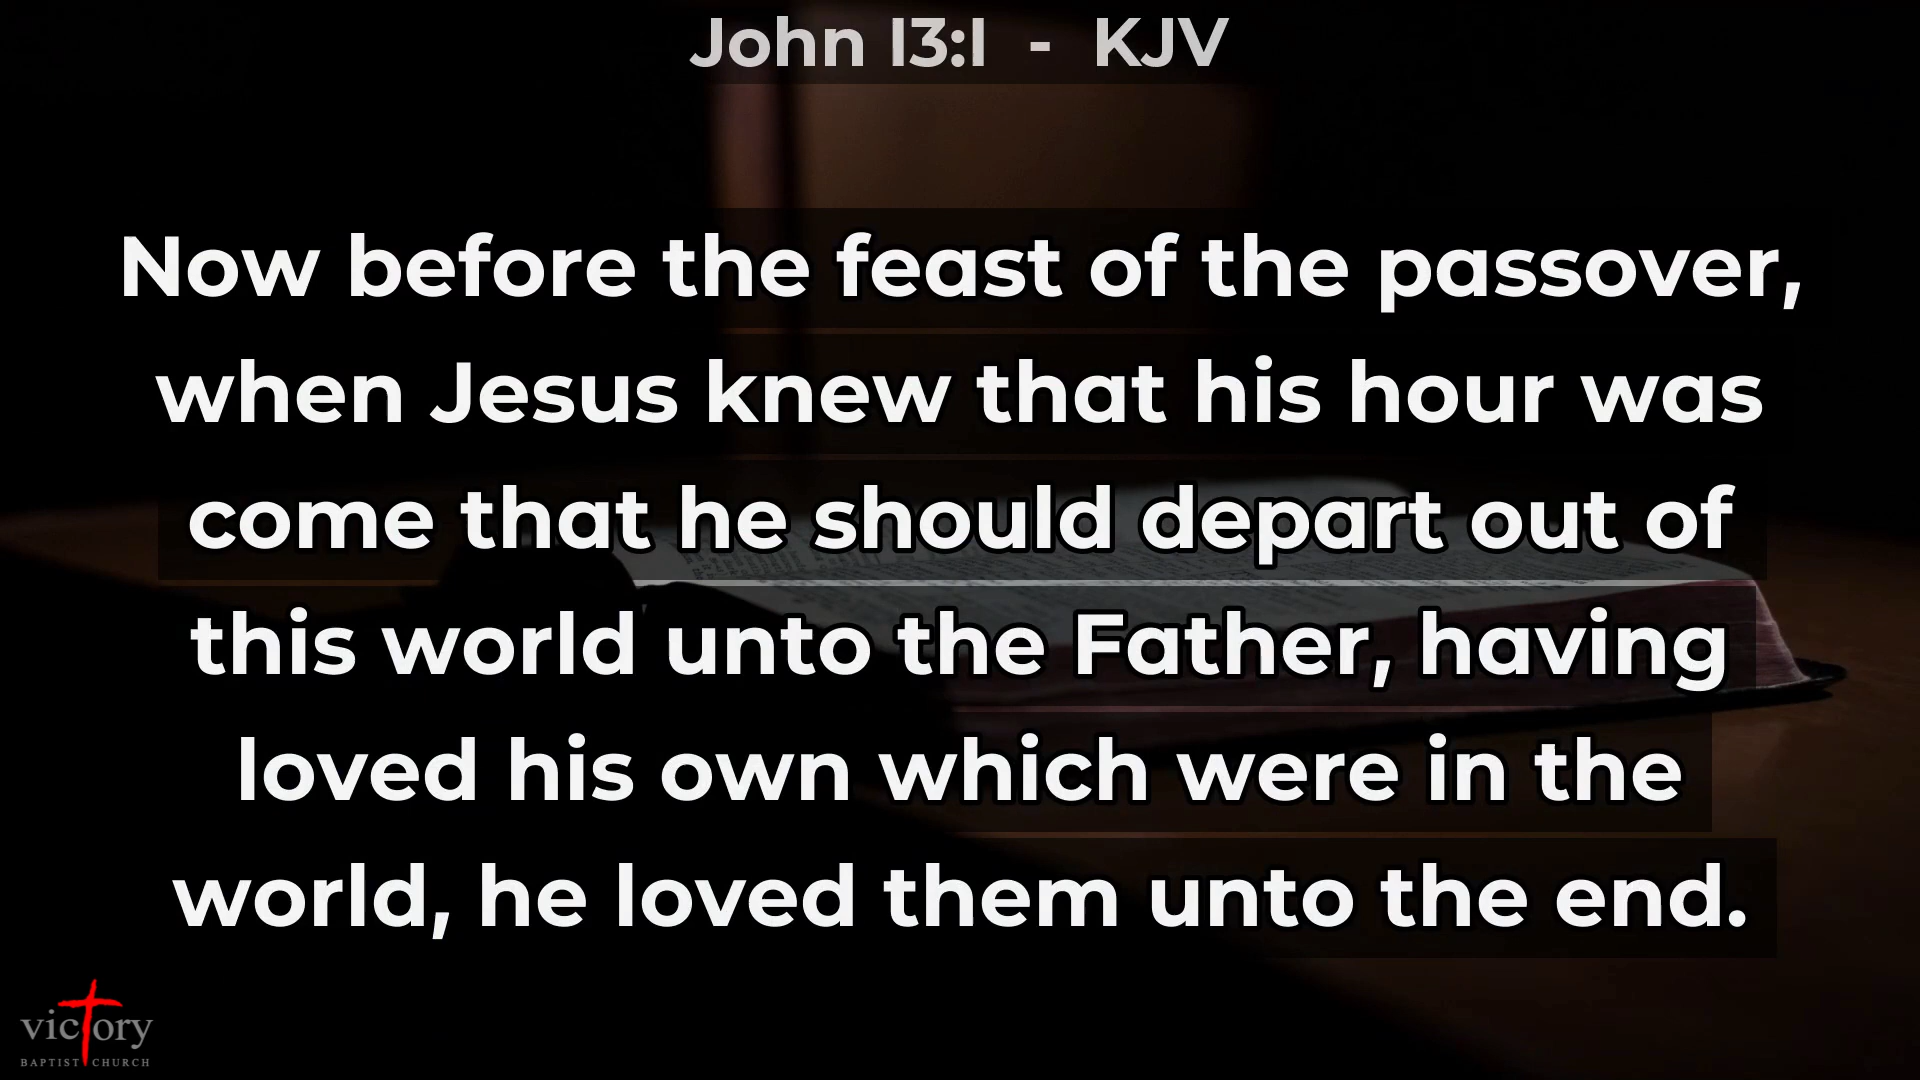 John 13:1 - KJV
Now before the feast of the passover,
when Jesus knew that his hour was
come that he should depart out of
this world unto the Father, having
loved his own which were in the
world, he loved them unto the end.
victory
BAPTIST CHURCH